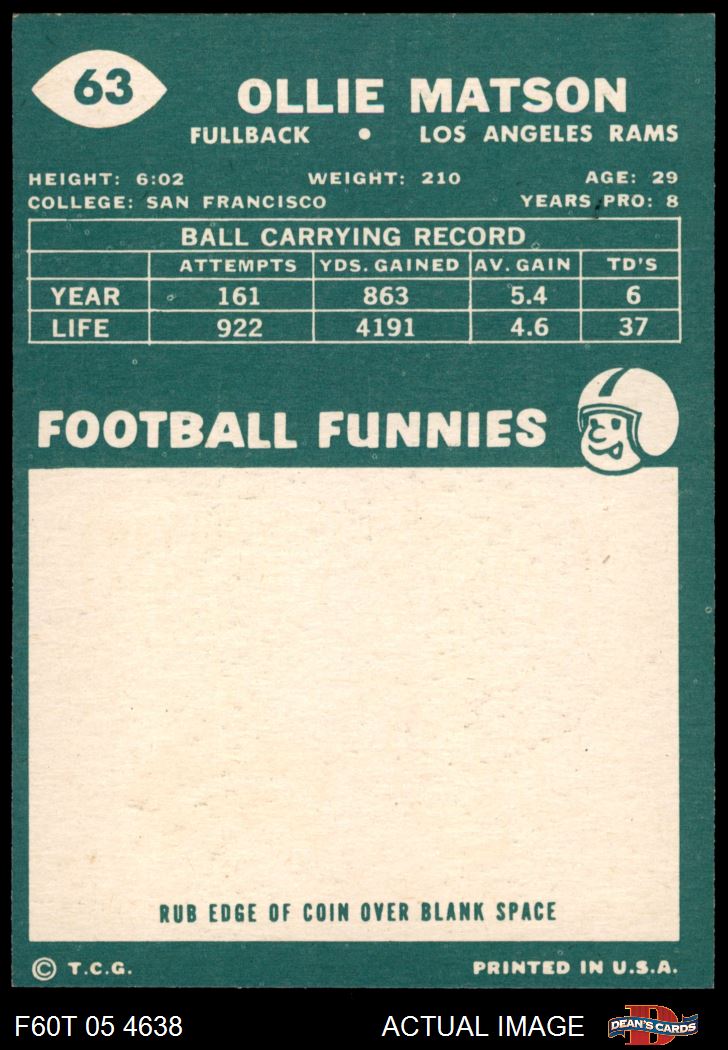 63
OLLIE MATSON
FULLBACK • LOS ANGELES RAMS
HEIGHT: 6:02 WEIGHT: 210 AGE: 29
COLLEGE: SAN FRANCISCO YEARS PRO: 8
BALL CARRYING RECORD
ATTEMPTS YDS. GAINED AV. GAIN TD'S
YEAR 161 863 5.4 6
LIFE 922 4191 4.6 37
FOOTBALL FUNNIES
RUB EDGE OF COIN OVER BLANK SPACE
© T.C.G. PRINTED IN U.S.A.
F60T 05 4638 ACTUAL IMAGE D DEAN'S CARDS